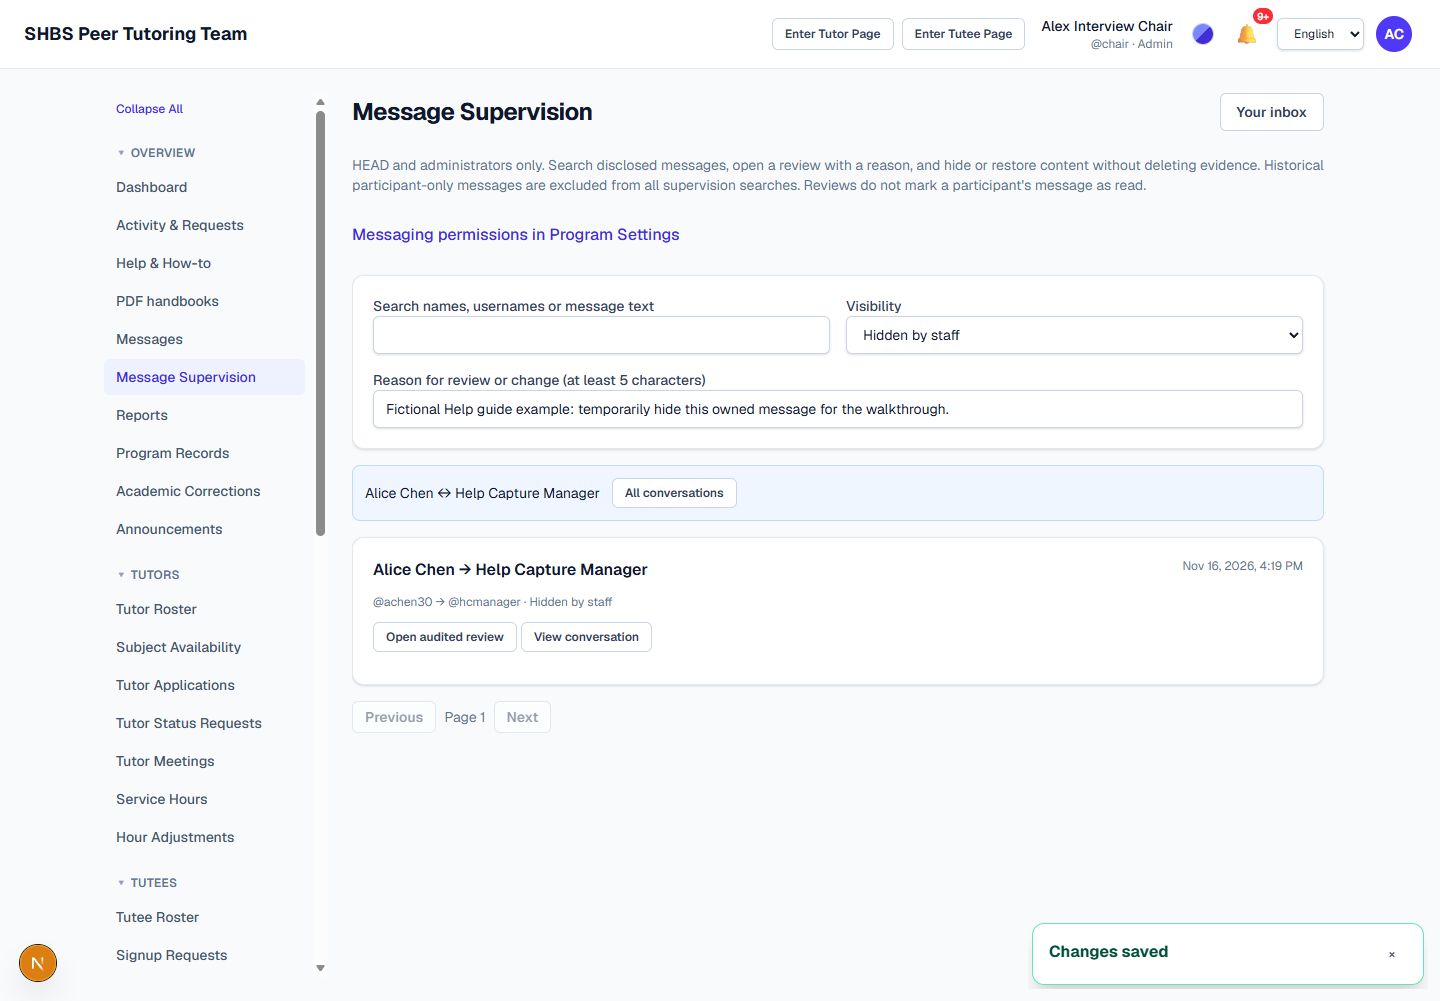 SHBS Peer Tutoring Team
Enter Tutor Page
Enter Tutee Page
Alex Interview Chair
@chair · Admin
9+
English
AC
Collapse All
OVERVIEW
Dashboard
Activity & Requests
Help & How-to
PDF handbooks
Messages
Message Supervision
Reports
Program Records
Academic Corrections
Announcements
TUTORS
Tutor Roster
Subject Availability
Tutor Applications
Tutor Status Requests
Tutor Meetings
Service Hours
Hour Adjustments
TUTEES
Tutee Roster
Signup Requests
N
Message Supervision
Your inbox
HEAD and administrators only. Search disclosed messages, open a review with a reason, and hide or restore content without deleting evidence. Historical
participant-only messages are excluded from all supervision searches. Reviews do not mark a participant's message as read.
Messaging permissions in Program Settings
Search names, usernames or message text
Visibility
Hidden by staff
Reason for review or change (at least 5 characters)
Fictional Help guide example: temporarily hide this owned message for the walkthrough.
Alice Chen ↔ Help Capture Manager
All conversations
Alice Chen → Help Capture Manager
Nov 16, 2026, 4:19 PM
@achen30 → @hcmanager · Hidden by staff
Open audited review
View conversation
Previous
Page 1
Next
Changes saved
×